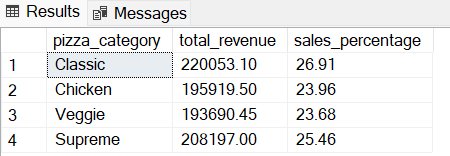 Results Messages
pizza_category total_revenue sales_percentage
1 Classic 220053.10 26.91
2 Chicken 195919.50 23.96
3 Veggie 193690.45 23.68
4 Supreme 208197.00 25.46